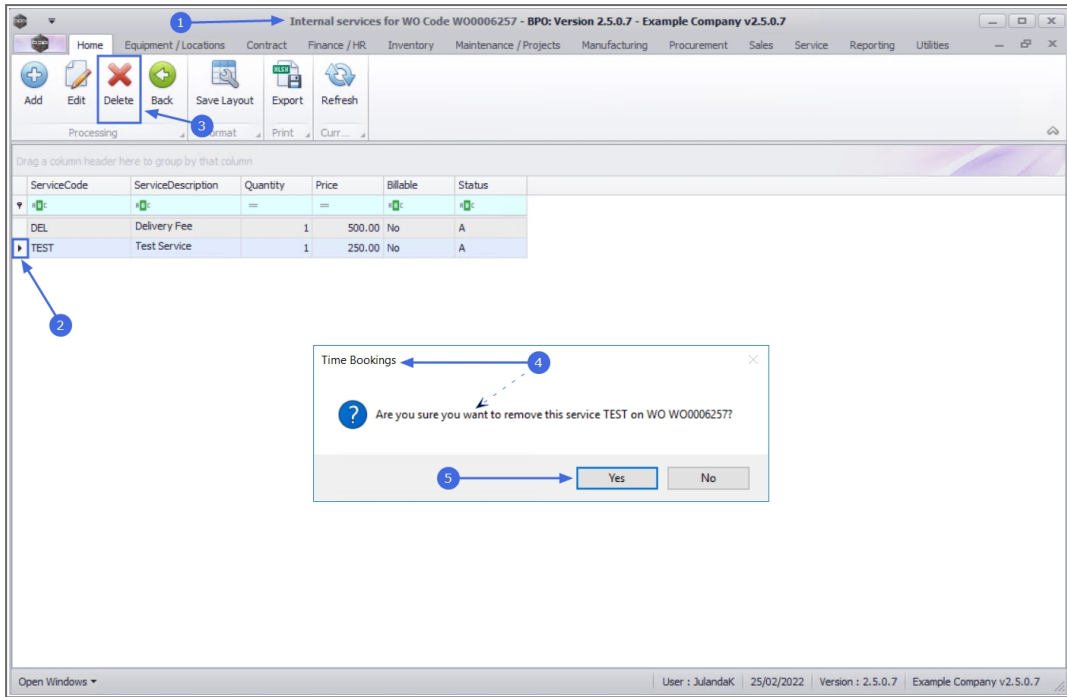 1
Internal services for WO Code WO0006257 - BPO: Version 2.5.0.7 - Example Company v2.5.0.7
Home Equipment / Locations Contract Finance / HR Inventory Maintenance / Projects Manufacturing Procurement Sales Service Reporting Utilities
Add Edit Delete Back Save Layout Export Refresh
3
Processing Format Print Curr...
Drag a column header here to group by that column
ServiceCode ServiceDescription Quantity Price Billable Status
= =
DEL Delivery Fee 1 500.00 No A
TEST Test Service 1 250.00 No A
2
Time Bookings
4
Are you sure you want to remove this service TEST on WO WO0006257?
5
Yes No
Open Windows User : JulandaK 25/02/2022 Version : 2.5.0.7 Example Company v2.5.0.7